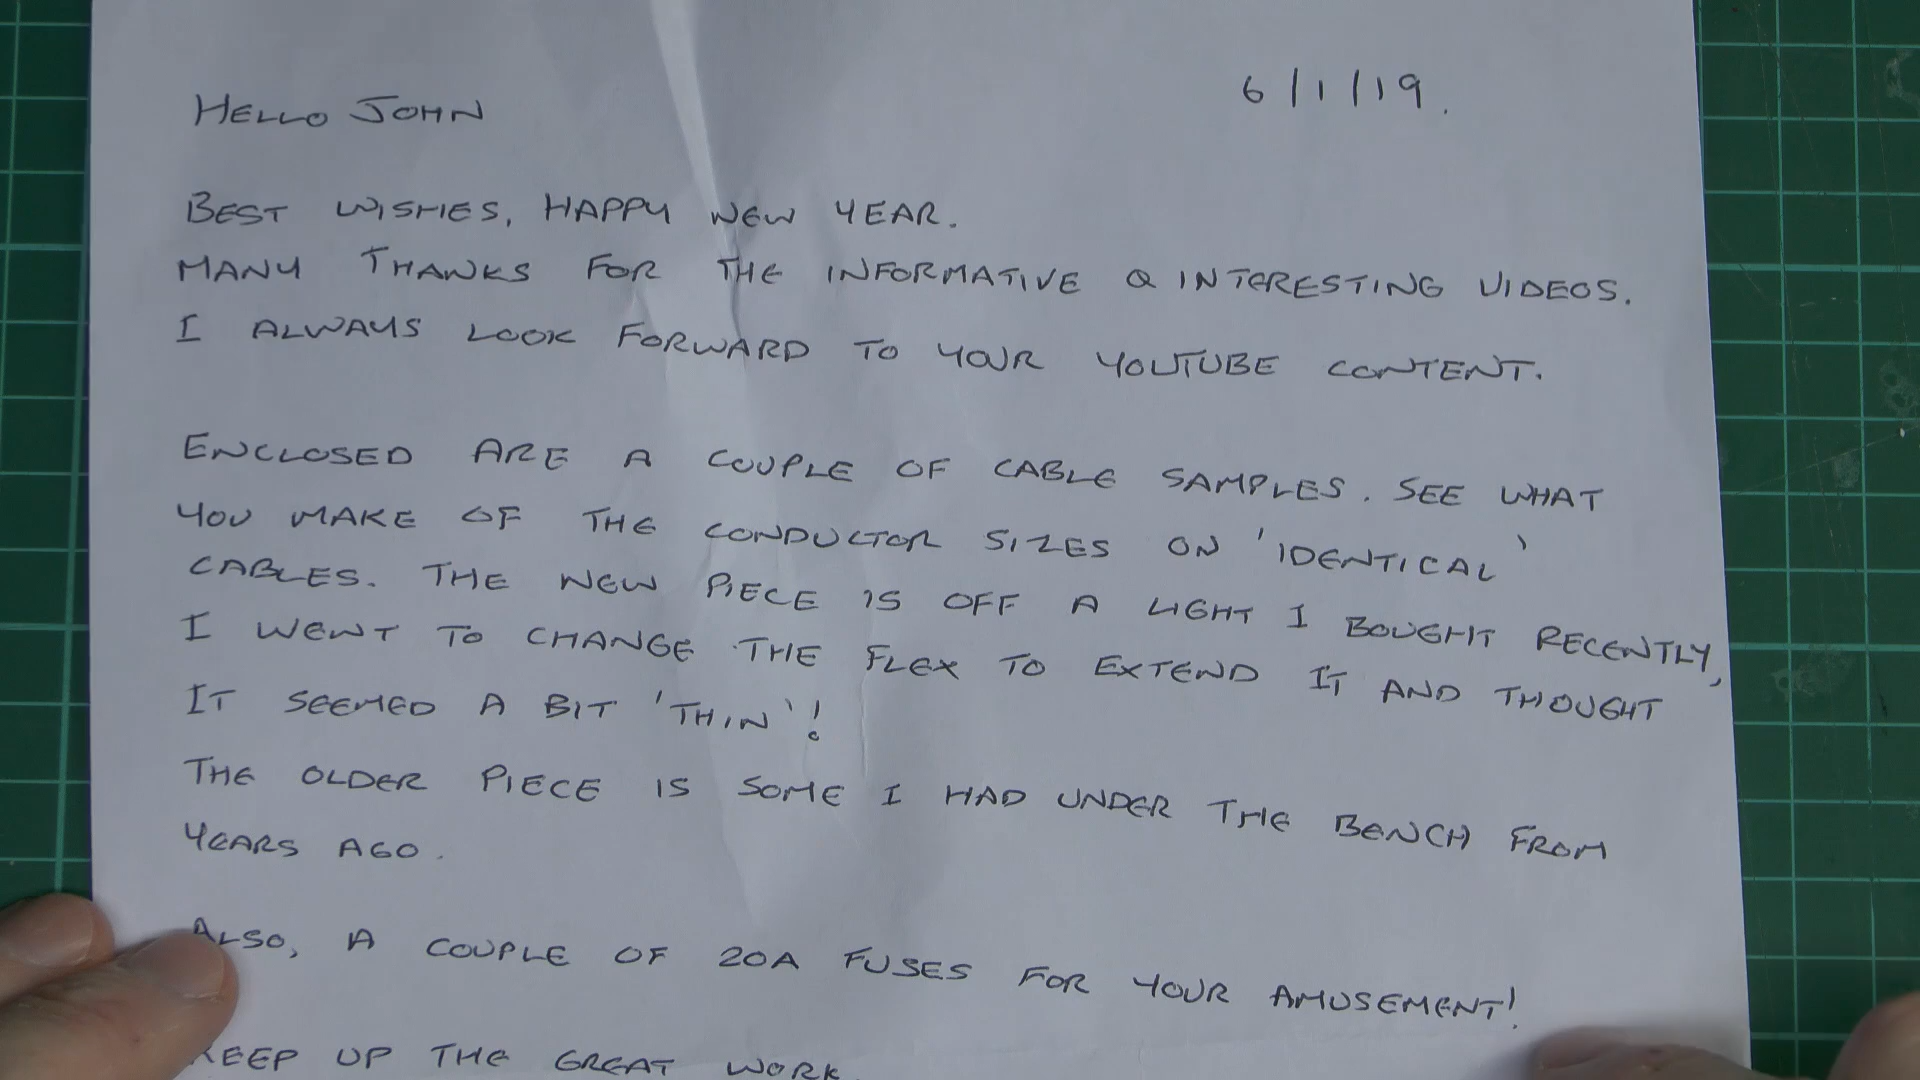 6/1/19.
HELLO JOHN
BEST WISHES, HAPPY NEW YEAR.
MANY THANKS FOR THE INFORMATIVE & INTERESTING VIDEOS.
I ALWAYS LOOK FORWARD TO YOUR YOUTUBE CONTENT.
ENCLOSED ARE A COUPLE OF CABLE SAMPLES. SEE WHAT
YOU MAKE OF THE CONDUCTOR SIZES ON 'IDENTICAL'
CABLES. THE NEW PIECE IS OFF A LIGHT I BOUGHT RECENTLY,
I WENT TO CHANGE THE FLEX TO EXTEND IT AND THOUGHT
IT SEEMED A BIT 'THIN'!
THE OLDER PIECE IS SOME I HAD UNDER THE BENCH FROM
YEARS AGO.
ALSO, A COUPLE OF 20A FUSES FOR YOUR AMUSEMENT!
KEEP UP THE GREAT WORK.